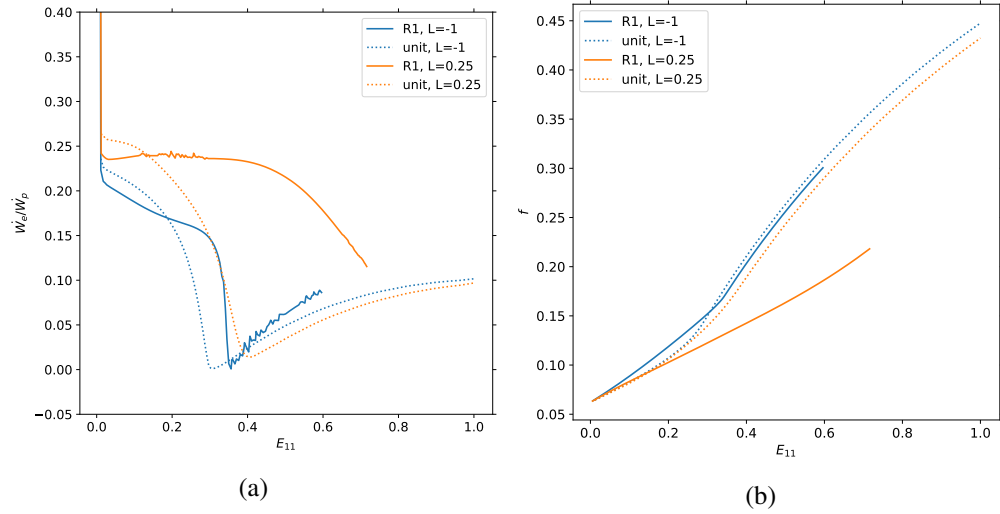 0.40
0.35
0.30
0.25
0.20
0.15
0.10
0.05
0.00
−0.05
Ẇₑ/Ẇₚ
0.0 0.2 0.4 0.6 0.8 1.0
E₁₁
R1, L=-1
unit, L=-1
R1, L=0.25
unit, L=0.25
(a)
0.45
0.40
0.35
0.30
0.25
0.20
0.15
0.10
0.05
f
0.0 0.2 0.4 0.6 0.8 1.0
E₁₁
R1, L=-1
unit, L=-1
R1, L=0.25
unit, L=0.25
(b)